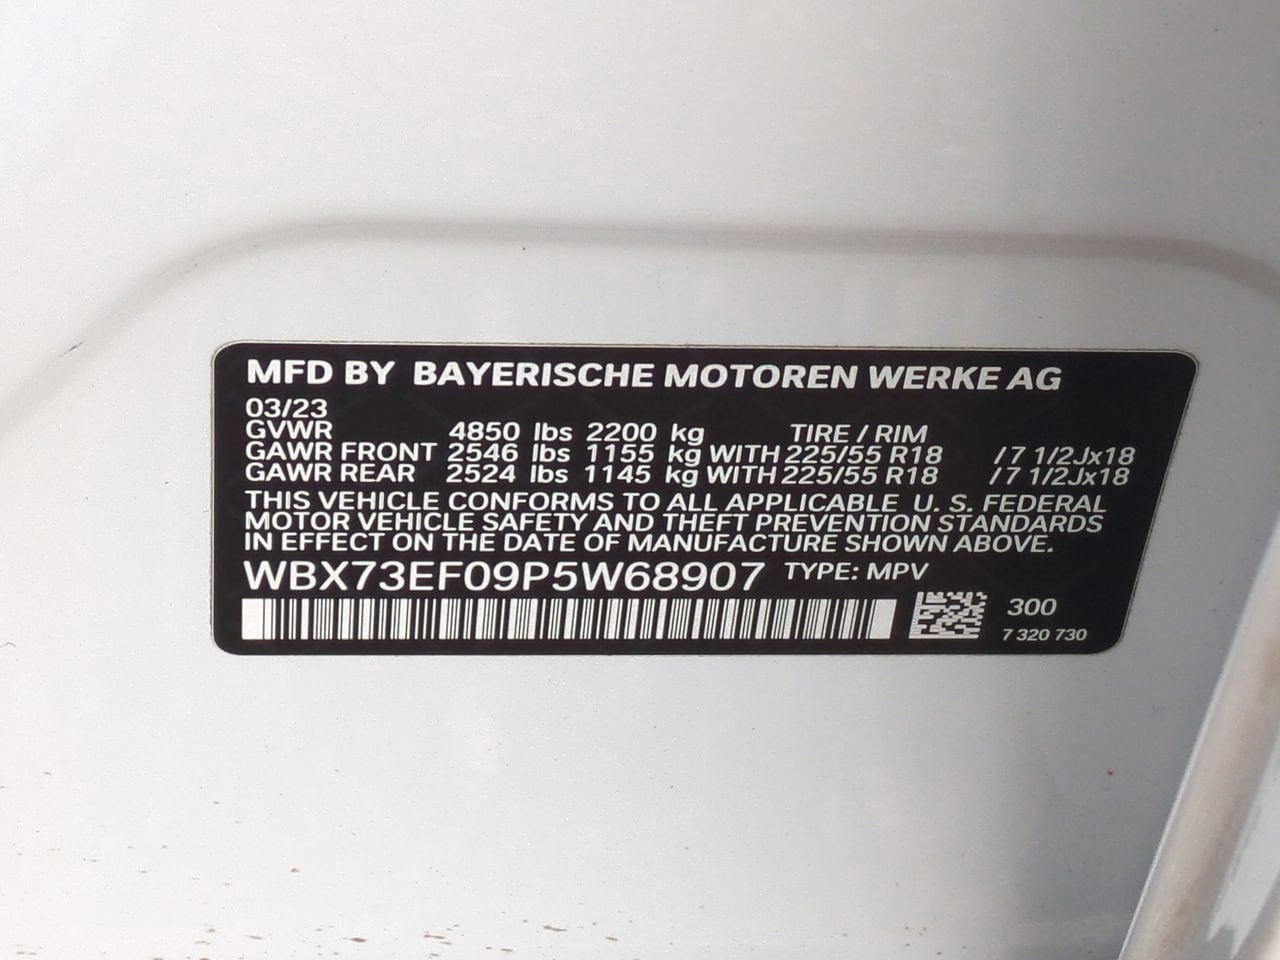 MFD BY BAYERISCHE MOTOREN WERKE AG
03/23
GVWR 4850 lbs 2200 kg TIRE / RIM
GAWR FRONT 2546 lbs 1155 kg WITH 225/55 R18 /7 1/2Jx18
GAWR REAR 2524 lbs 1145 kg WITH 225/55 R18 /7 1/2Jx18
THIS VEHICLE CONFORMS TO ALL APPLICABLE U. S. FEDERAL
MOTOR VEHICLE SAFETY AND THEFT PREVENTION STANDARDS
IN EFFECT ON THE DATE OF MANUFACTURE SHOWN ABOVE.
WBX73EF09P5W68907 TYPE: MPV
300
7 320 730